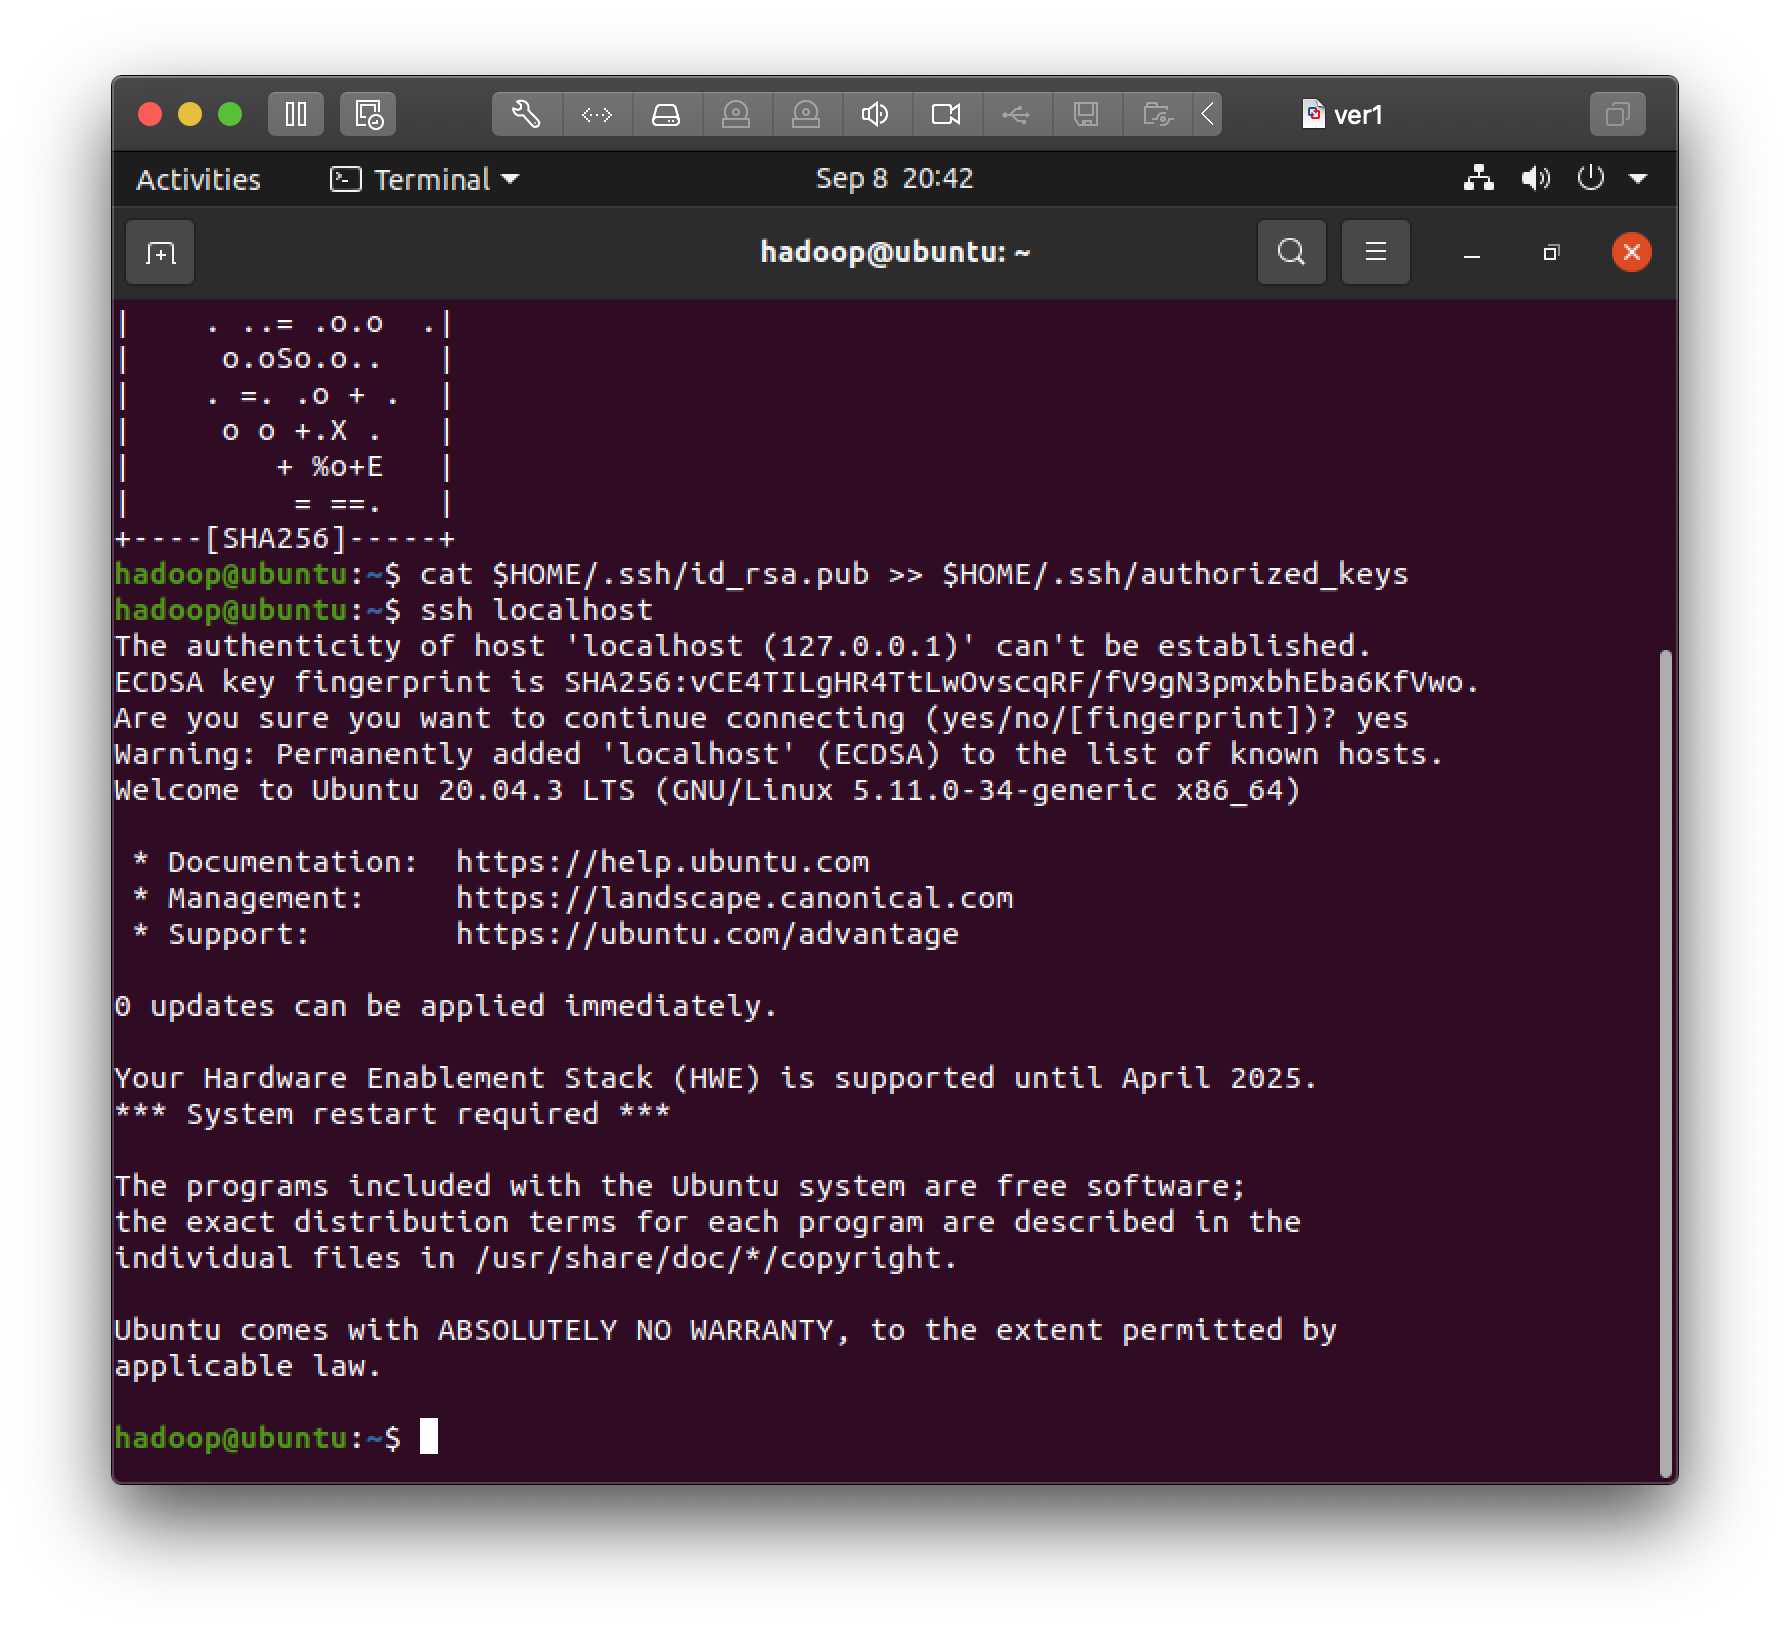 ver1
Activities Terminal Sep 8 20:42
hadoop@ubuntu: ~
|    . ..= .o.o  .|
|     o.oSo.o..   |
|    . =. .o + .  |
|     o o +.X .   |
|        + %o+E   |
|         = ==.   |
+----[SHA256]-----+
hadoop@ubuntu:~$ cat $HOME/.ssh/id_rsa.pub >> $HOME/.ssh/authorized_keys
hadoop@ubuntu:~$ ssh localhost
The authenticity of host 'localhost (127.0.0.1)' can't be established.
ECDSA key fingerprint is SHA256:vCE4TILgHR4TtLwOvscqRF/fV9gN3pmxbhEba6KfVwo.
Are you sure you want to continue connecting (yes/no/[fingerprint])? yes
Warning: Permanently added 'localhost' (ECDSA) to the list of known hosts.
Welcome to Ubuntu 20.04.3 LTS (GNU/Linux 5.11.0-34-generic x86_64)
 * Documentation:  https://help.ubuntu.com
 * Management:     https://landscape.canonical.com
 * Support:        https://ubuntu.com/advantage
0 updates can be applied immediately.
Your Hardware Enablement Stack (HWE) is supported until April 2025.
*** System restart required ***
The programs included with the Ubuntu system are free software;
the exact distribution terms for each program are described in the
individual files in /usr/share/doc/*/copyright.
Ubuntu comes with ABSOLUTELY NO WARRANTY, to the extent permitted by
applicable law.
hadoop@ubuntu:~$